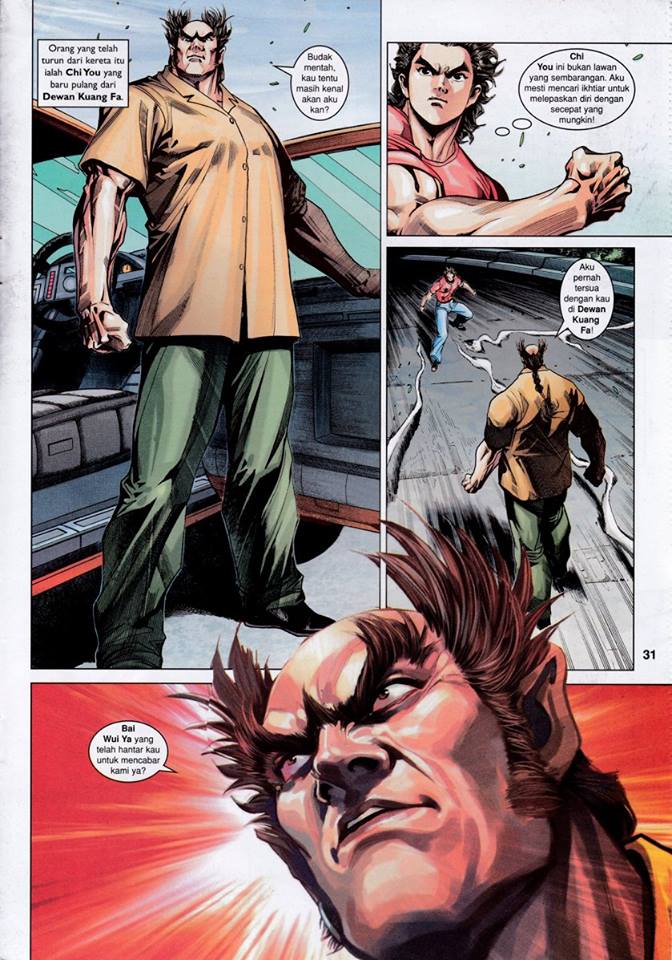 Orang yang telah
turun dari kereta itu
ialah Chi You yang
baru pulang dari
Dewan Kuang Fa.
Budak
mentah,
kau tentu
masih kenal
akan aku
kan?
Chi
You ini bukan lawan
yang sembarangan. Aku
mesti mencari ikhtiar untuk
melepaskan diri dengan
secepat yang
mungkin!
Aku
pernah
tersua
dengan kau
di Dewan
Kuang
Fa!
31
Bai
Wui Ya yang
telah hantar kau
untuk mencabar
kami ya?